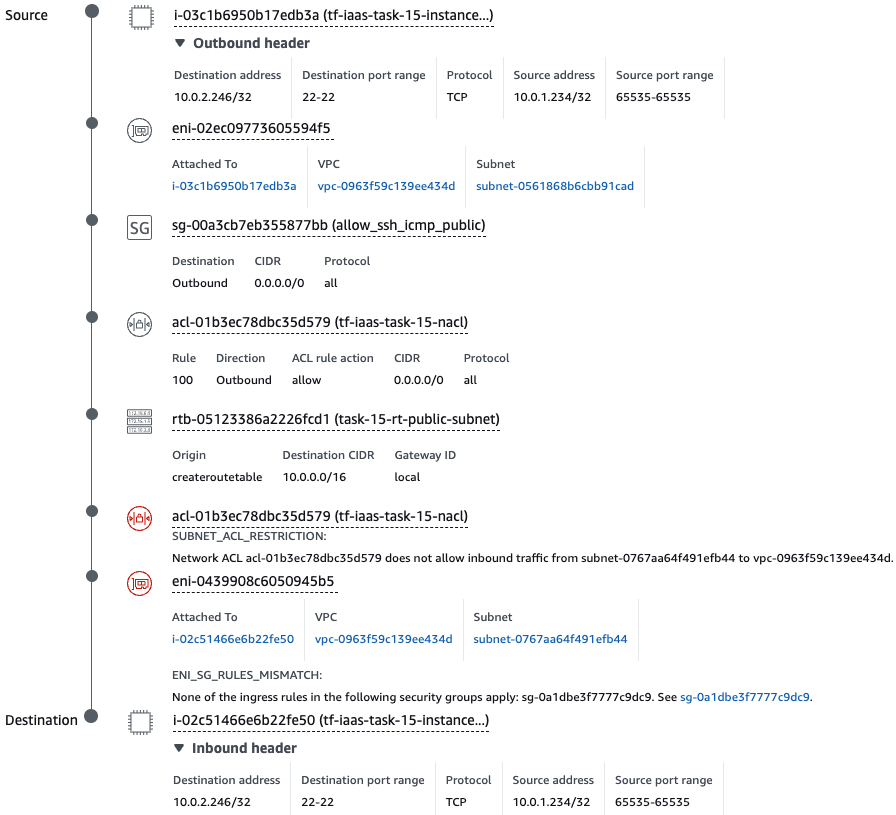 Source
i-03c1b6950b17edb3a (tf-iaas-task-15-instance...)
▼ Outbound header
Destination address Destination port range Protocol Source address Source port range
10.0.2.246/32 22-22 TCP 10.0.1.234/32 65535-65535
eni-02ec09773605594f5
Attached To VPC Subnet
i-03c1b6950b17edb3a vpc-0963f59c139ee434d subnet-0561868b6cbb91cad
SG sg-00a3cb7eb355877bb (allow_ssh_icmp_public)
Destination CIDR Protocol
Outbound 0.0.0.0/0 all
acl-01b3ec78dbc35d579 (tf-iaas-task-15-nacl)
Rule Direction ACL rule action CIDR Protocol
100 Outbound allow 0.0.0.0/0 all
rtb-05123386a2226fcd1 (task-15-rt-public-subnet)
Origin Destination CIDR Gateway ID
createroutetable 10.0.0.0/16 local
acl-01b3ec78dbc35d579 (tf-iaas-task-15-nacl)
SUBNET_ACL_RESTRICTION:
Network ACL acl-01b3ec78dbc35d579 does not allow inbound traffic from subnet-0767aa64f491efb44 to vpc-0963f59c139ee434d.
eni-0439908c6050945b5
Attached To VPC Subnet
i-02c51466e6b22fe50 vpc-0963f59c139ee434d subnet-0767aa64f491efb44
ENI_SG_RULES_MISMATCH:
None of the ingress rules in the following security groups apply: sg-0a1dbe3f7777c9dc9. See sg-0a1dbe3f7777c9dc9.
Destination
i-02c51466e6b22fe50 (tf-iaas-task-15-instance...)
▼ Inbound header
Destination address Destination port range Protocol Source address Source port range
10.0.2.246/32 22-22 TCP 10.0.1.234/32 65535-65535